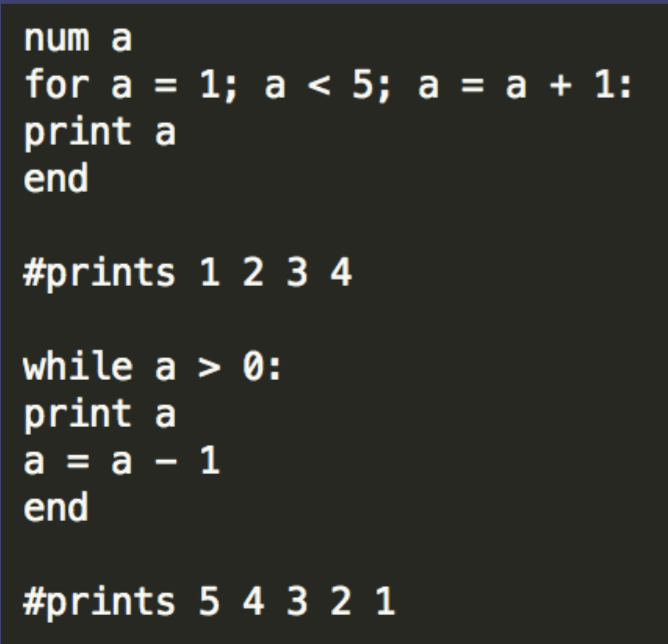 num a
for a = 1; a < 5; a = a + 1:
print a
end
#prints 1 2 3 4
while a > 0:
print a
a = a - 1
end
#prints 5 4 3 2 1